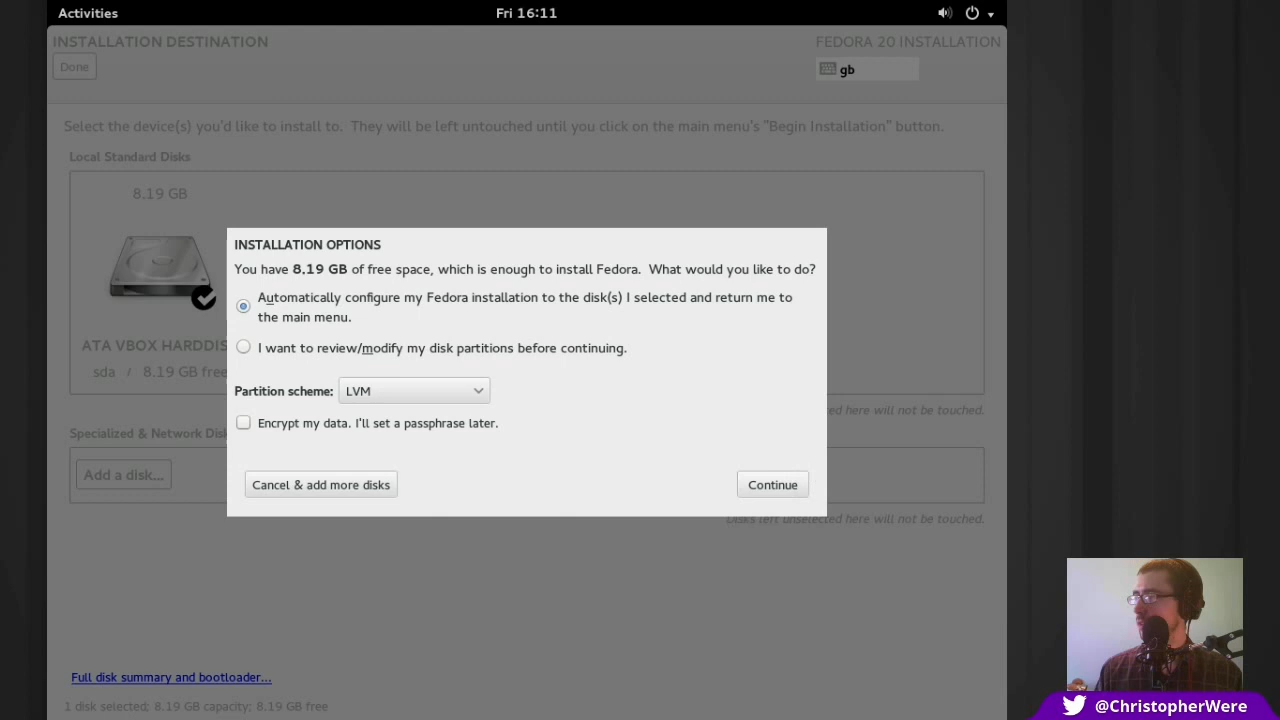 Activities
Fri 16:11
INSTALLATION DESTINATION
FEDORA 20 INSTALLATION
Done
gb
Select the device(s) you'd like to install to. They will be left untouched until you click on the main menu's "Begin Installation" button.
Local Standard Disks
8.19 GB
ATA VBOX HARDDIS
sda / 8.19 GB free
INSTALLATION OPTIONS
You have 8.19 GB of free space, which is enough to install Fedora. What would you like to do?
Automatically configure my Fedora installation to the disk(s) I selected and return me to
the main menu.
I want to review/modify my disk partitions before continuing.
Partition scheme: LVM
Encrypt my data. I'll set a passphrase later.
Cancel & add more disks
Continue
ed here will not be touched.
Specialized & Network Disk
Add a disk...
Disks left unselected here will not be touched.
Full disk summary and bootloader...
1 disk selected; 8.19 GB capacity; 8.19 GB free
@ChristopherWere